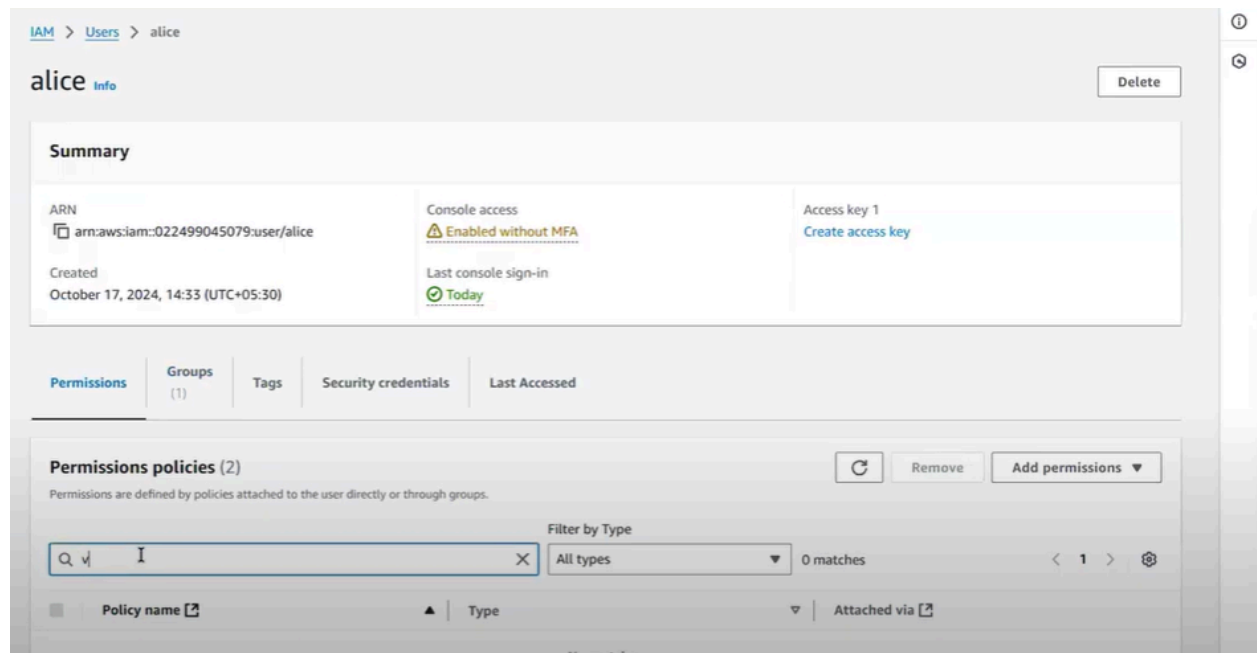 IAM > Users > alice
alice Info
Delete
Summary
ARN
arn:aws:iam::022499045079:user/alice
Created
October 17, 2024, 14:33 (UTC+05:30)
Console access
Enabled without MFA
Last console sign-in
Today
Access key 1
Create access key
Permissions
Groups
(1)
Tags
Security credentials
Last Accessed
Permissions policies (2)
Remove
Add permissions
Permissions are defined by policies attached to the user directly or through groups.
Filter by Type
v
All types
0 matches
1
Policy name
Type
Attached via